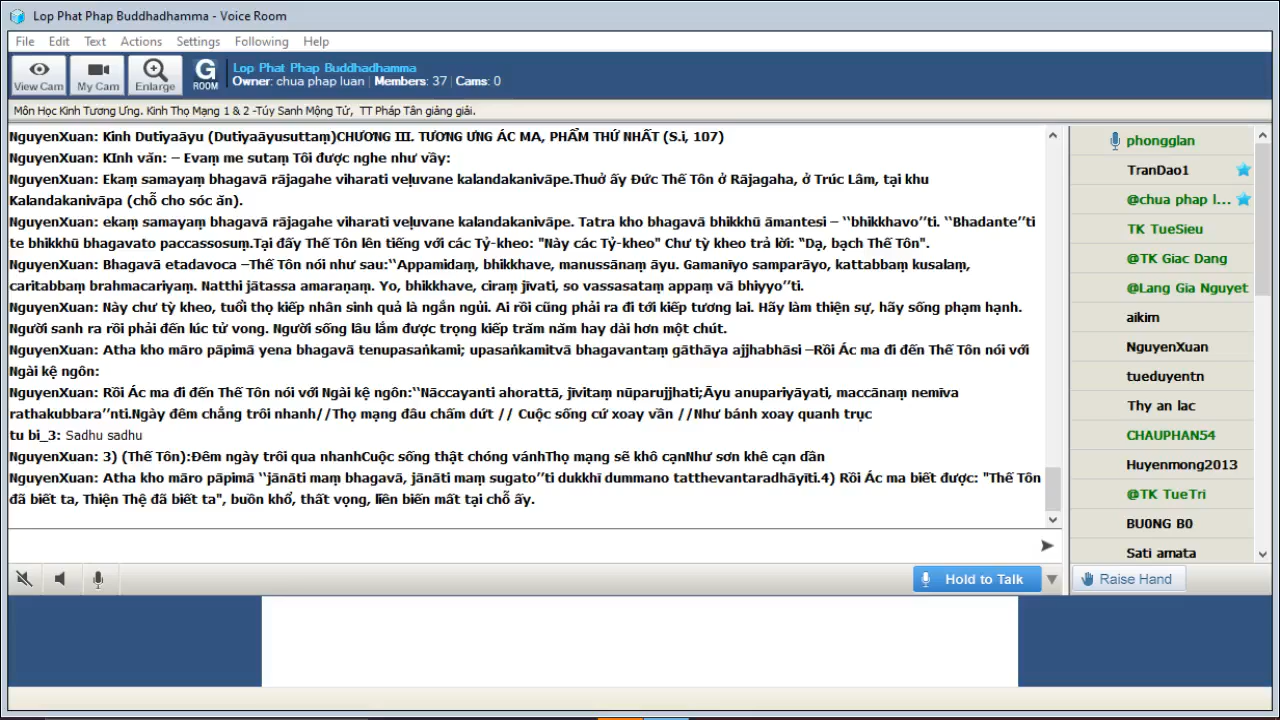 Lop Phat Phap Buddhadhamma - Voice Room
File Edit Text Actions Settings Following Help
View Cam My Cam Enlarge G ROOM
Lop Phat Phap Buddhadhamma
Owner: chua phap luan | Members: 37 | Cams: 0
Môn Học Kinh Tương Ưng. Kinh Thọ Mạng 1 & 2 -Túy Sanh Mộng Tử, TT Pháp Tân giảng giải.
NguyenXuan: Kinh Dutiyaāyu (Dutiyaāyusuttaṃ)CHƯƠNG III. TƯƠNG ƯNG ÁC MA, PHẨM THỨ NHẤT (S.i, 107)
NguyenXuan: KInh văn: – Evaṃ me sutaṃ Tôi được nghe như vầy:
NguyenXuan: Ekaṃ samayaṃ bhagavā rājagahe viharati veḷuvane kalandakanivāpe.Thuở ấy Đức Thế Tôn ở Rājagaha, ở Trúc Lâm, tại khu
Kalandakanivāpa (chỗ cho sóc ăn).
NguyenXuan: ekaṃ samayaṃ bhagavā rājagahe viharati veḷuvane kalandakanivāpe. Tatra kho bhagavā bhikkhū āmantesi – ‘‘bhikkhavo’’ti. ‘‘Bhadante’’ti
te bhikkhū bhagavato paccassosuṃ.Tại đấy Thế Tôn lên tiếng với các Tỷ-kheo: "Này các Tỷ-kheo" Chư tỳ kheo trả lời: “Dạ, bạch Thế Tôn".
NguyenXuan: Bhagavā etadavoca –Thế Tôn nói như sau:‘‘Appamidaṃ, bhikkhave, manussānaṃ āyu. Gamanīyo samparāyo, kattabbaṃ kusalaṃ,
caritabbaṃ brahmacariyaṃ. Natthi jātassa amaraṇaṃ. Yo, bhikkhave, ciraṃ jīvati, so vassasataṃ appaṃ vā bhiyyo’’ti.
NguyenXuan: Này chư tỳ kheo, tuổi thọ kiếp nhân sinh quả là ngắn ngủi. Ai rồi cũng phải ra đi tới kiếp tương lai. Hãy làm thiện sự, hãy sống phạm hạnh.
Người sanh ra rồi phải đến lúc tử vong. Người sống lâu lắm được trọng kiếp trăm năm hay dài hơn một chút.
NguyenXuan: Atha kho māro pāpimā yena bhagavā tenupasaṅkami; upasaṅkamitvā bhagavantaṃ gāthāya ajjhabhāsi –Rồi Ác ma đi đến Thế Tôn nói với
Ngài kệ ngôn:
NguyenXuan: Rồi Ác ma đi đến Thế Tôn nói với Ngài kệ ngôn:‘‘Nāccayanti ahorattā, jīvitaṃ nūparujjhati;Āyu anupariyāyati, maccānaṃ nemīva
rathakubbara’’nti.Ngày đêm chẳng trôi nhanh//Thọ mạng đâu chấm dứt // Cuộc sống cứ xoay vần //Như bánh xoay quanh trục
tu bi_3: Sadhu sadhu
NguyenXuan: 3) (Thế Tôn):Đêm ngày trôi qua nhanhCuộc sống thật chóng vánhThọ mạng sẽ khô cạnNhư sơn khê cạn dần
NguyenXuan: Atha kho māro pāpimā ‘‘jānāti maṃ bhagavā, jānāti maṃ sugato’’ti dukkhī dummano tatthevantaradhāyīti.4) Rồi Ác ma biết được: "Thế Tôn
đã biết ta, Thiện Thệ đã biết ta", buồn khổ, thất vọng, liền biến mất tại chỗ ấy.
Hold to Talk
phongglan
TranDao1
@chua phap l...
TK TueSieu
@TK Giac Dang
@Lang Gia Nguyet
aikim
NguyenXuan
tueduyentn
Thy an lac
CHAUPHAN54
Huyenmong2013
@TK TueTri
BU0NG B0
Sati amata
Raise Hand